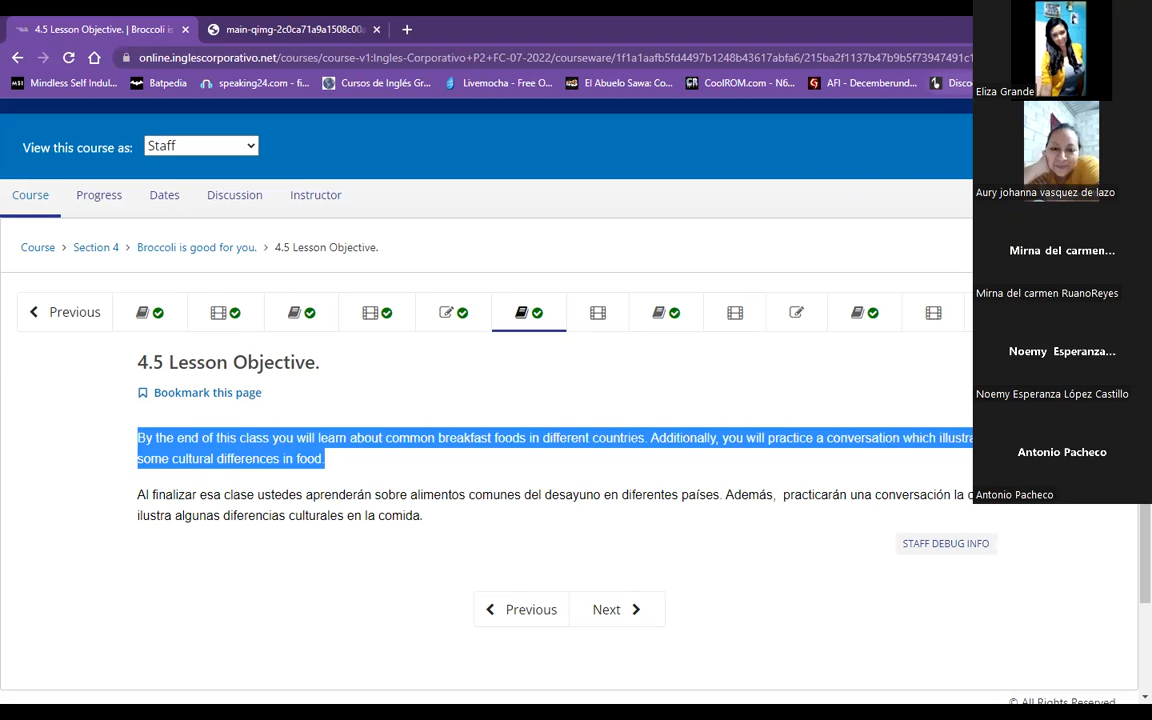 4.5 Lesson Objective. | Broccoli is
main-qimg-2c0ca71a9a1508c00a
online.inglescorporativo.net/courses/course-v1:Ingles-Corporativo+P2+FC-07-2022/courseware/1f1a1aafb5fd4497b1248b43617abfa6/215ba2f1137b47b9b5f73947491c1
Mindless Self Indul... Batpedia speaking24.com - fi... Cursos de Inglés Gr... Livemocha - Free O... El Abuelo Sawa: Co... CoolROM.com - N6... AFI - Decemberund... Disco
View this course as: Staff
Course Progress Dates Discussion Instructor
Course > Section 4 > Broccoli is good for you. > 4.5 Lesson Objective.
Previous
4.5 Lesson Objective.
Bookmark this page
By the end of this class you will learn about common breakfast foods in different countries. Additionally, you will practice a conversation which illustra
some cultural differences in food.
Al finalizar esa clase ustedes aprenderán sobre alimentos comunes del desayuno en diferentes países. Además, practicarán una conversación la c
ilustra algunas diferencias culturales en la comida.
STAFF DEBUG INFO
Previous Next
© All Rights Reserved
Eliza Grande
Aury johanna vasquez de lazo
Mirna del carmen...
Mirna del carmen RuanoReyes
Noemy Esperanza...
Noemy Esperanza López Castillo
Antonio Pacheco
Antonio Pacheco